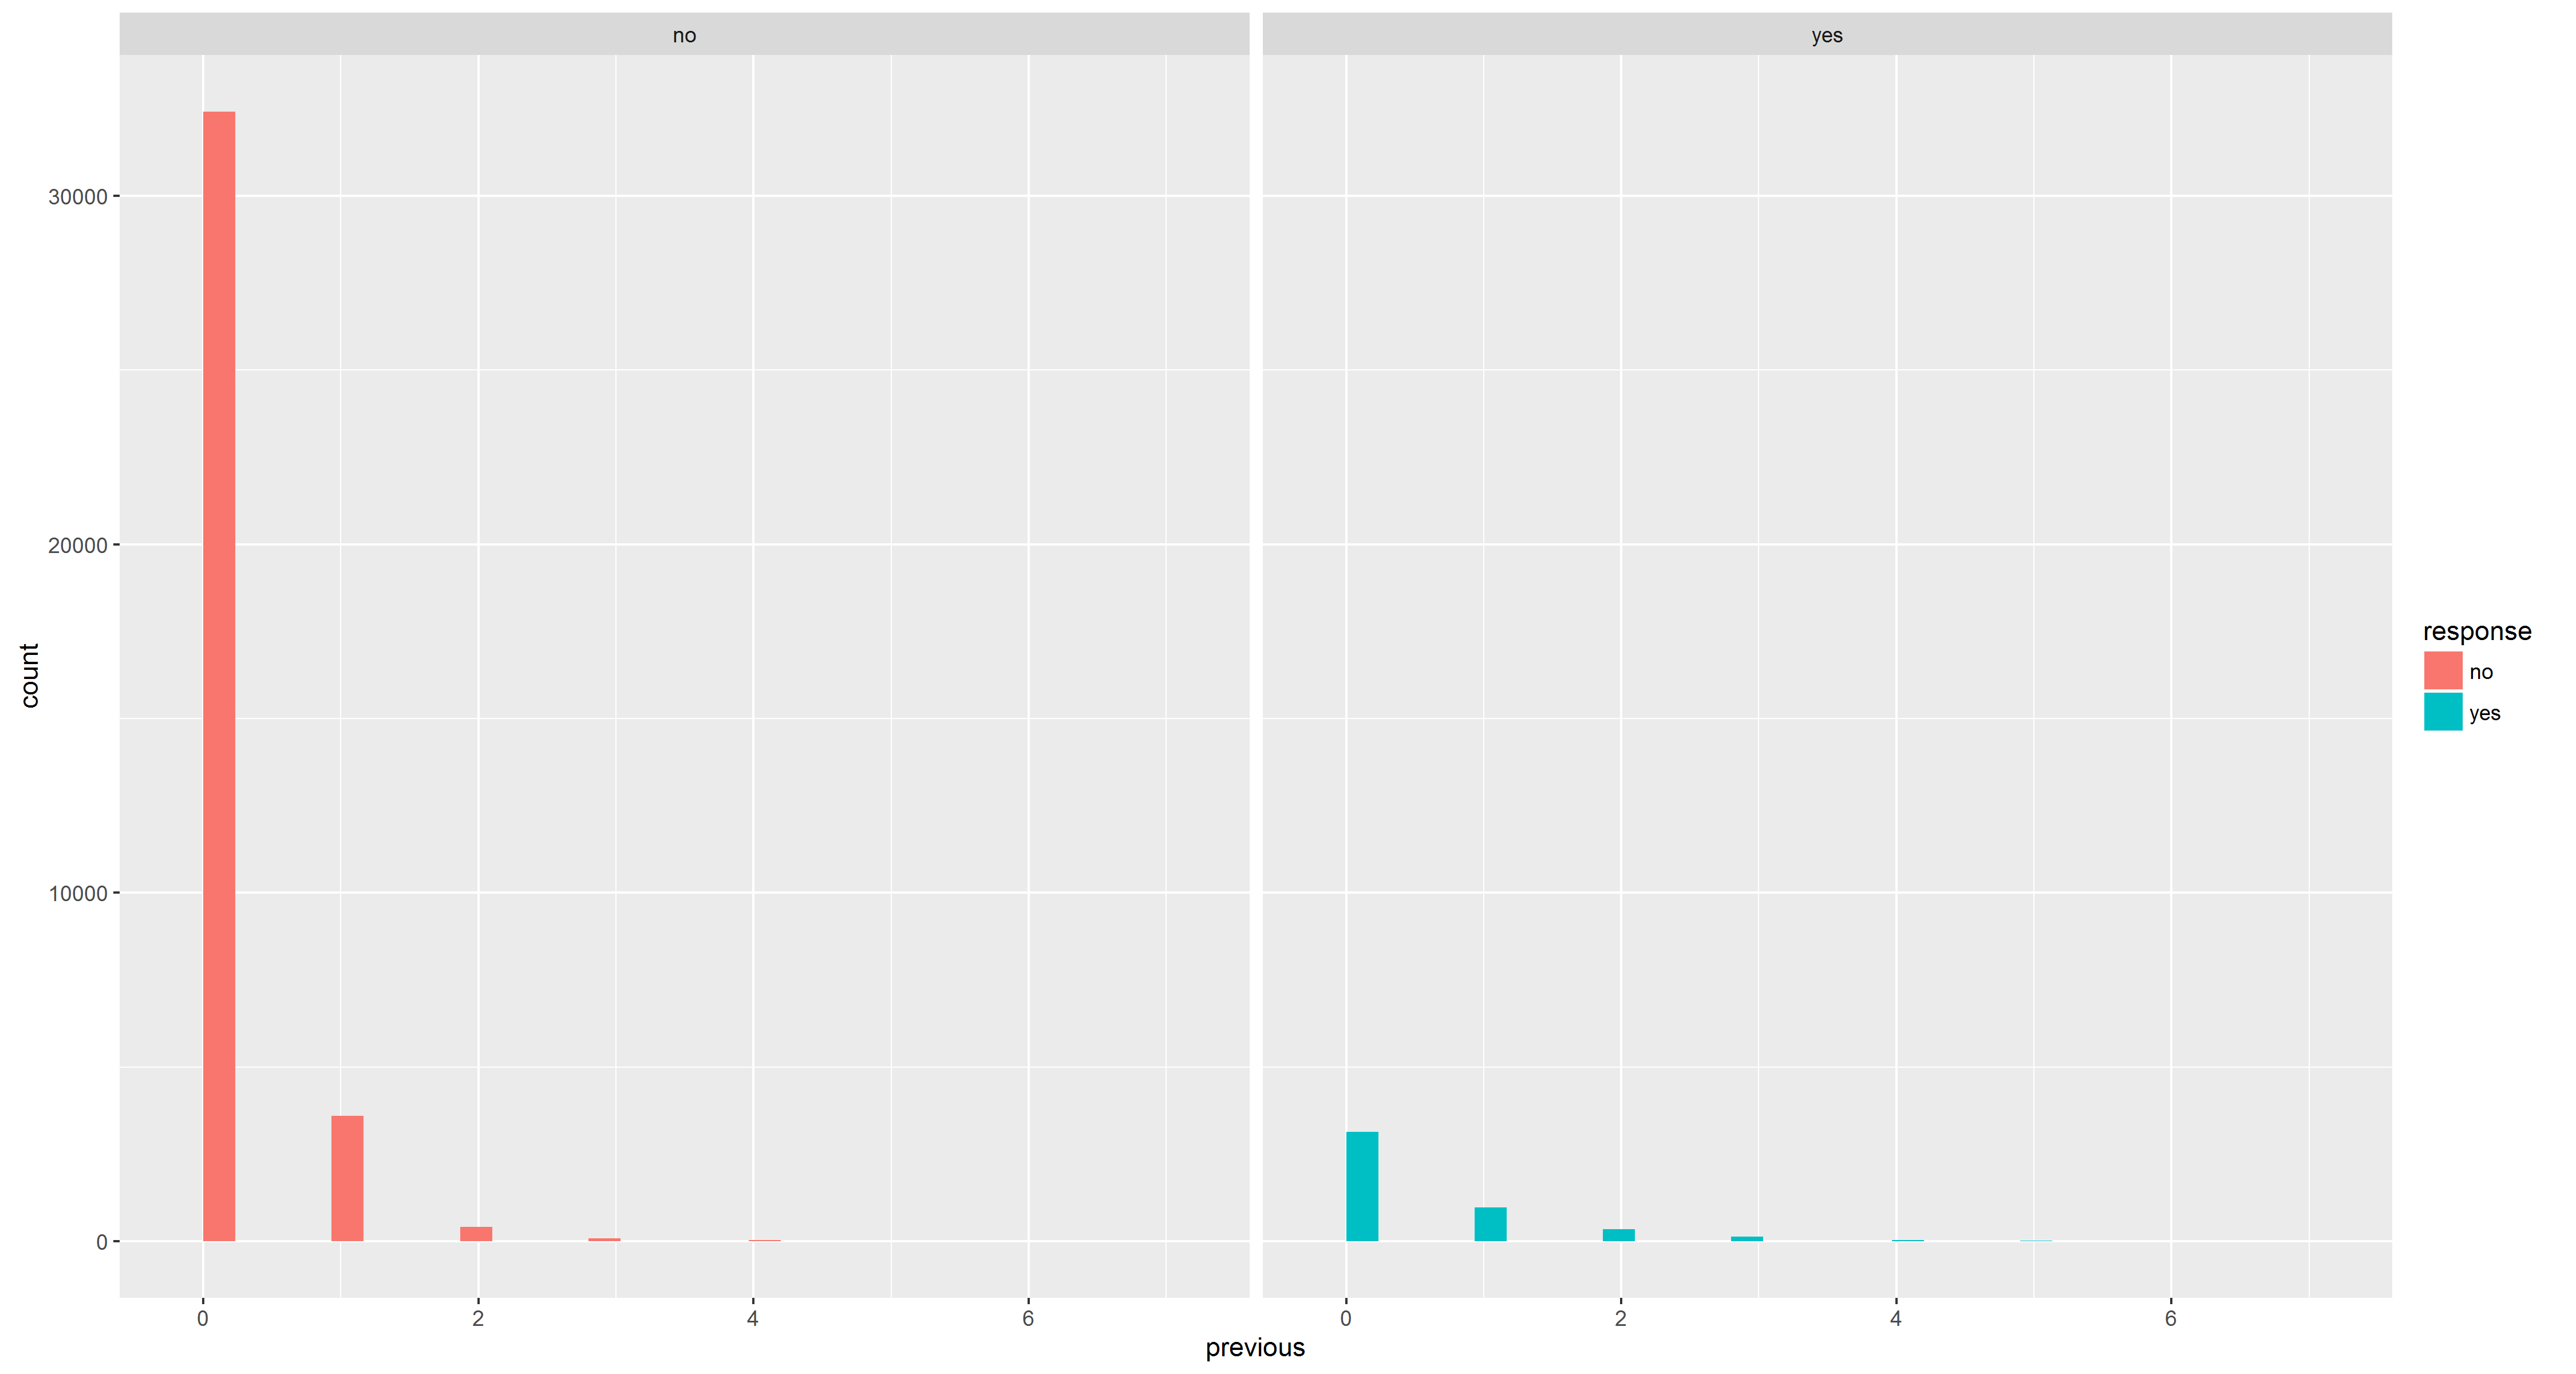 no
yes
30000
20000
10000
0
count
0 2 4 6
0 2 4 6
previous
response
no
yes